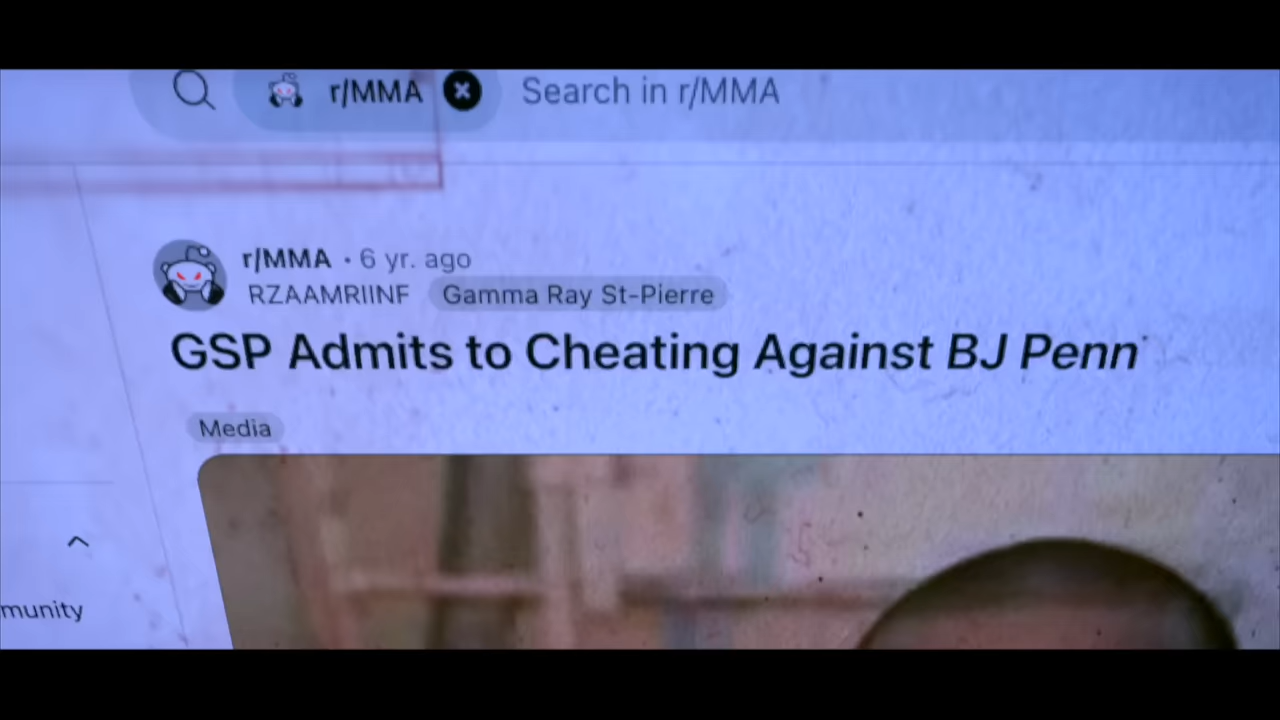 r/MMA Search in r/MMA
r/MMA • 6 yr. ago
RZAAMRIINF Gamma Ray St-Pierre
GSP Admits to Cheating Against BJ Penn
Media
munity